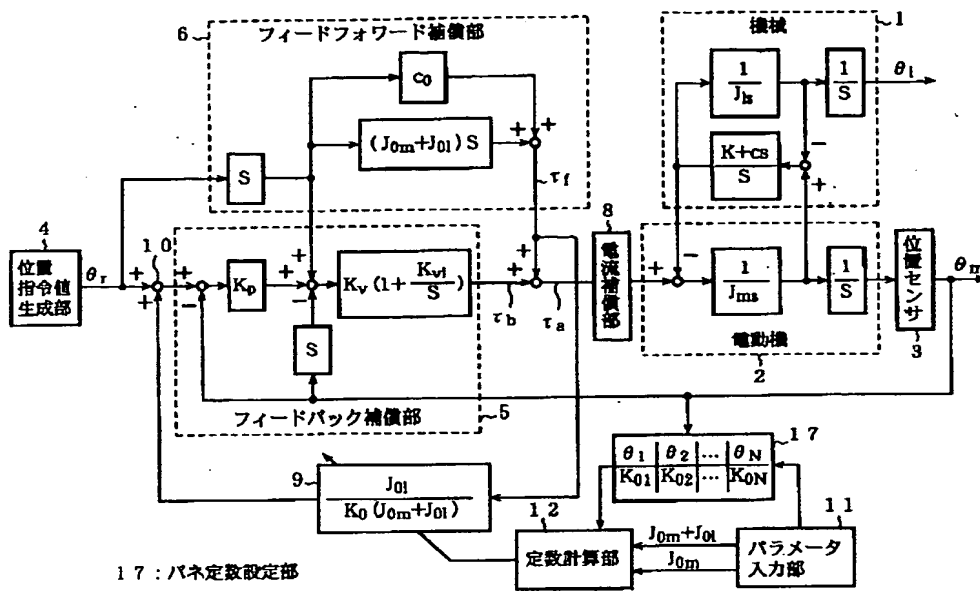 6
フィードフォワード補償部
C0
(J0m+J0l)S
S
τf
機械
1
1
Jls
1
S
θl
K+cs
S
4
位置
指令値
生成部
θr
10
Kp
Kv(1+Kvi/S)
S
フィードバック補償部
5
τb
τa
8
電流補償部
1
Jms
1
S
電動機
2
位置センサ
3
θm
17
θ1 θ2 … θN
K01 K02 … K0N
9
J0l
K0(J0m+J0l)
12
定数計算部
J0m+J0l
J0m
11
パラメータ
入力部
17:バネ定数設定部